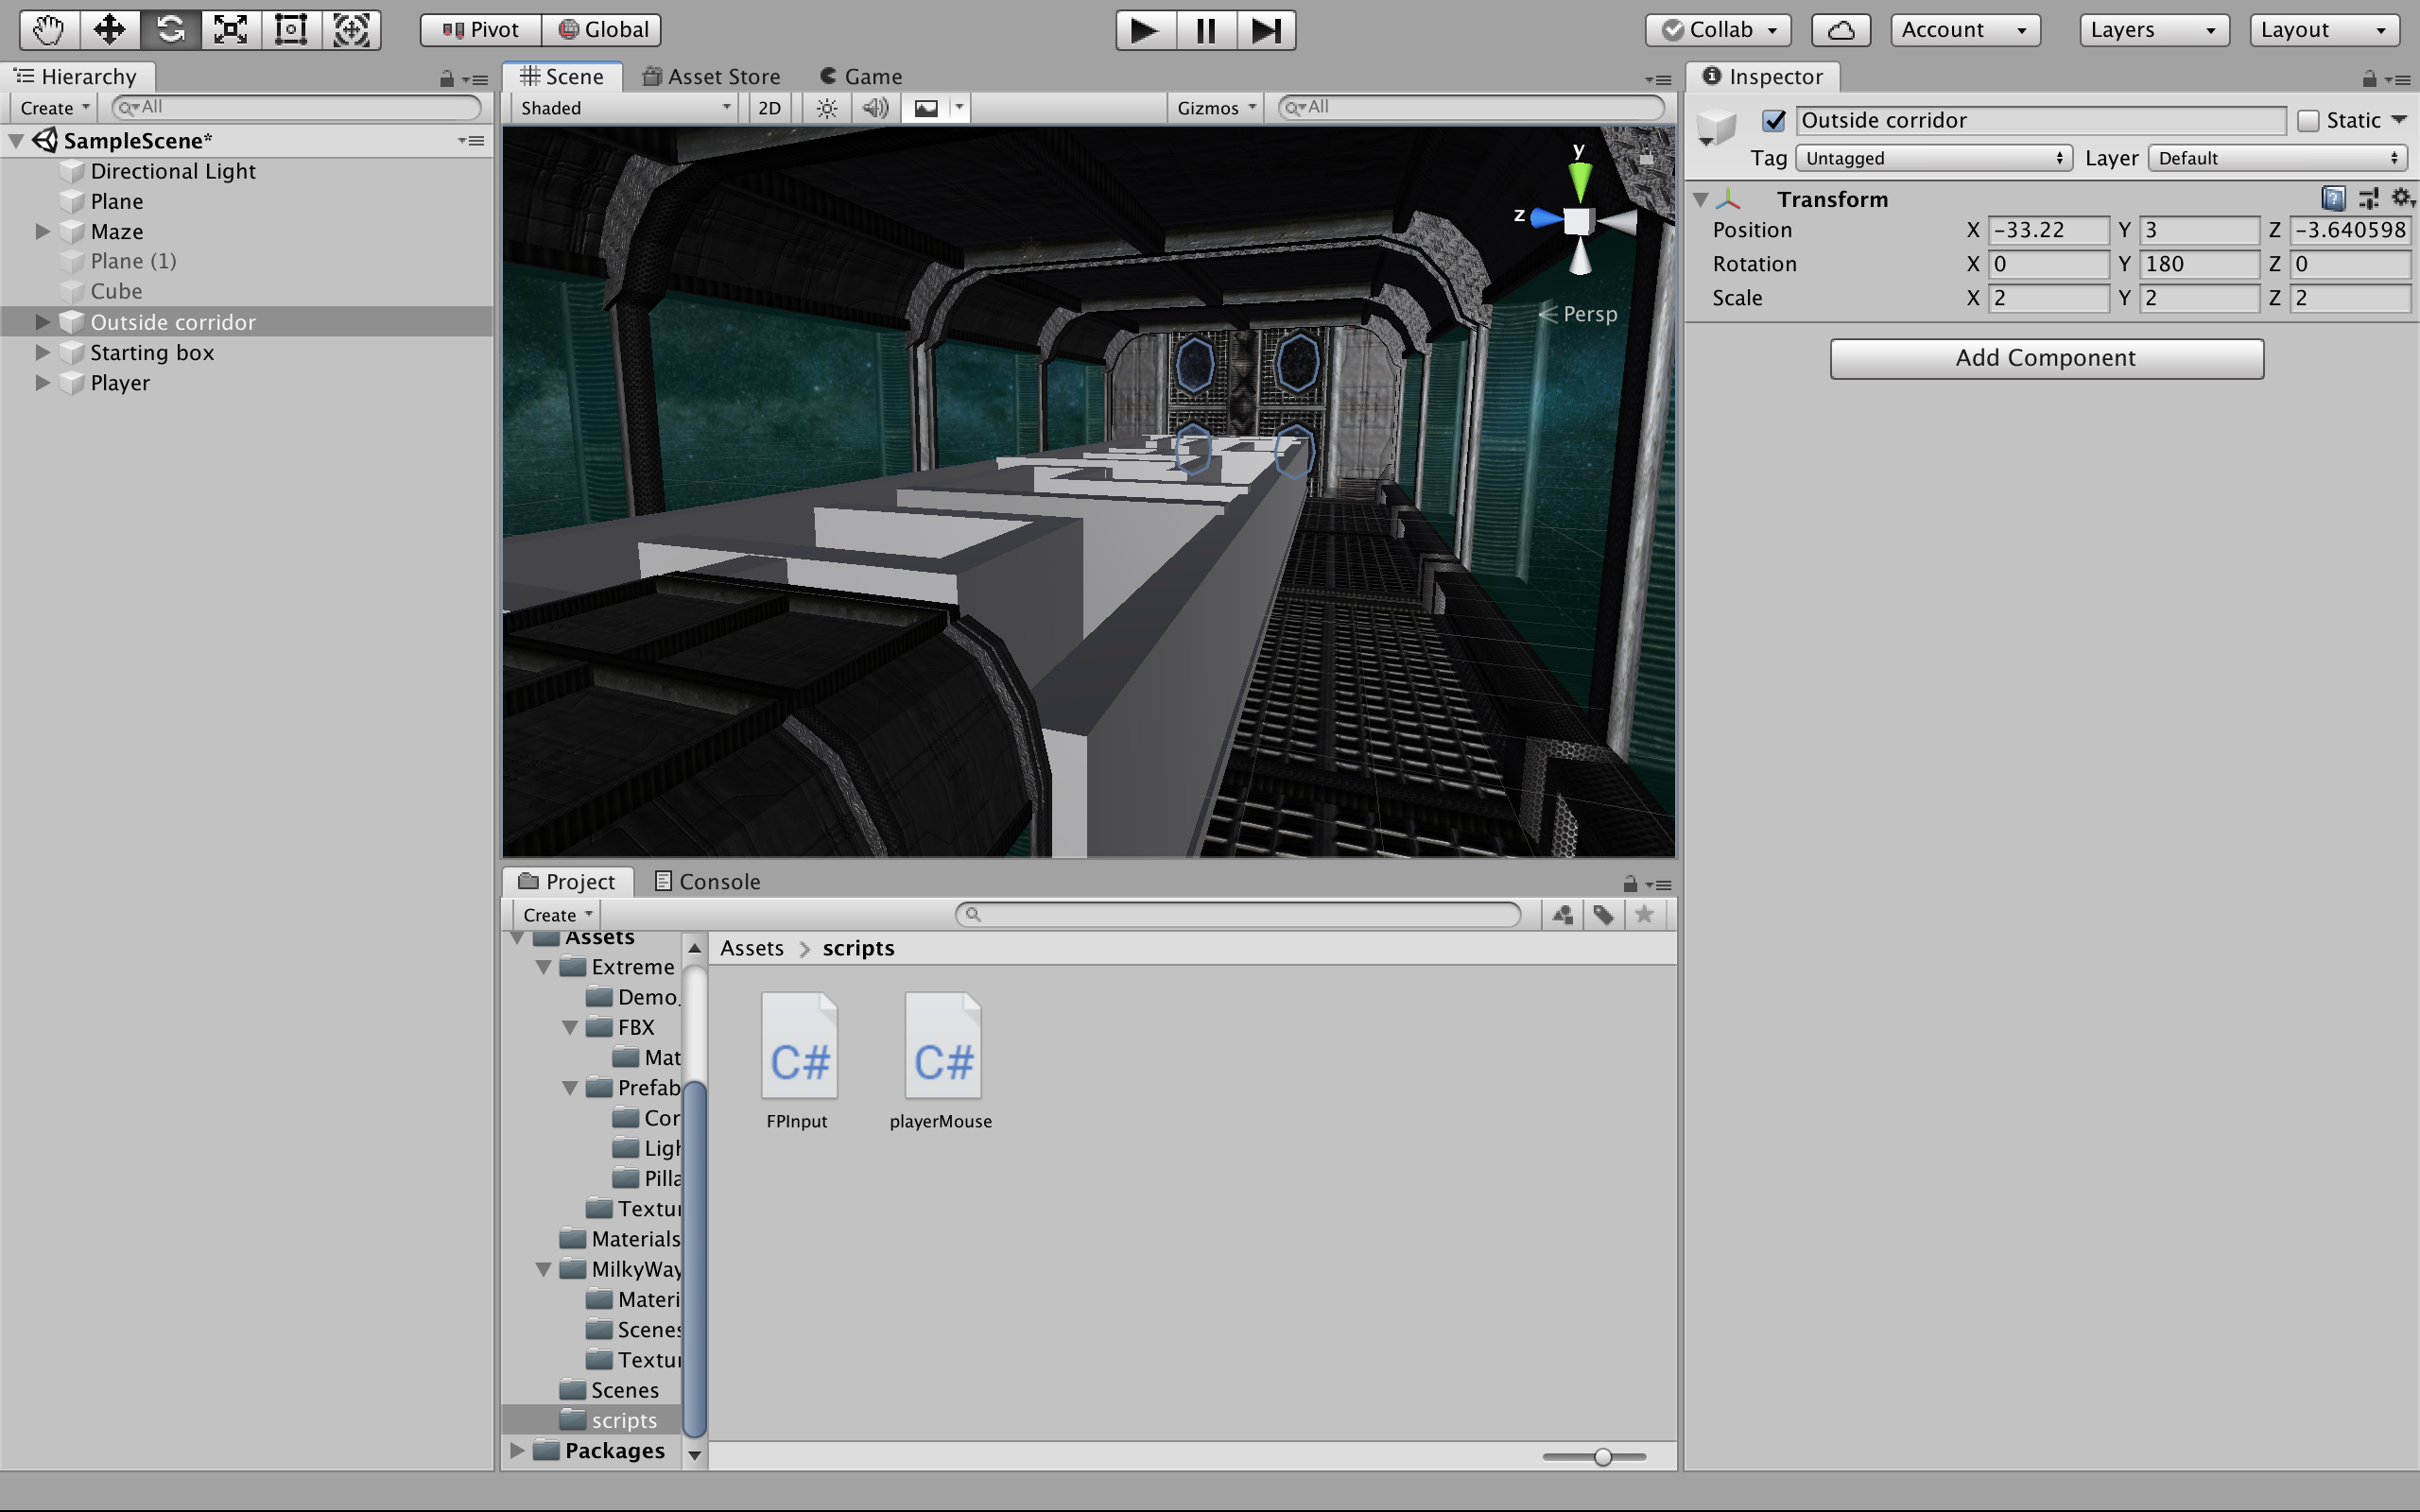 Pivot Global Collab Account Layers Layout
Hierarchy
Create All
SampleScene*
Directional Light
Plane
Maze
Plane (1)
Cube
Outside corridor
Starting box
Player
Scene Asset Store Game
Shaded 2D Gizmos All
y
z
Persp
Project Console
Create
Assets
Extreme
Demo_
FBX
Mat
Prefab
Cor
Ligh
Pilla
Textu
Materials
MilkyWay
Materi
Scenes
Textu
Scenes
scripts
Packages
Assets scripts
C# C#
FPInput playerMouse
Inspector
Outside corridor Static
Tag Untagged Layer Default
Transform
Position X -33.22 Y 3 Z -3.640598
Rotation X 0 Y 180 Z 0
Scale X 2 Y 2 Z 2
Add Component